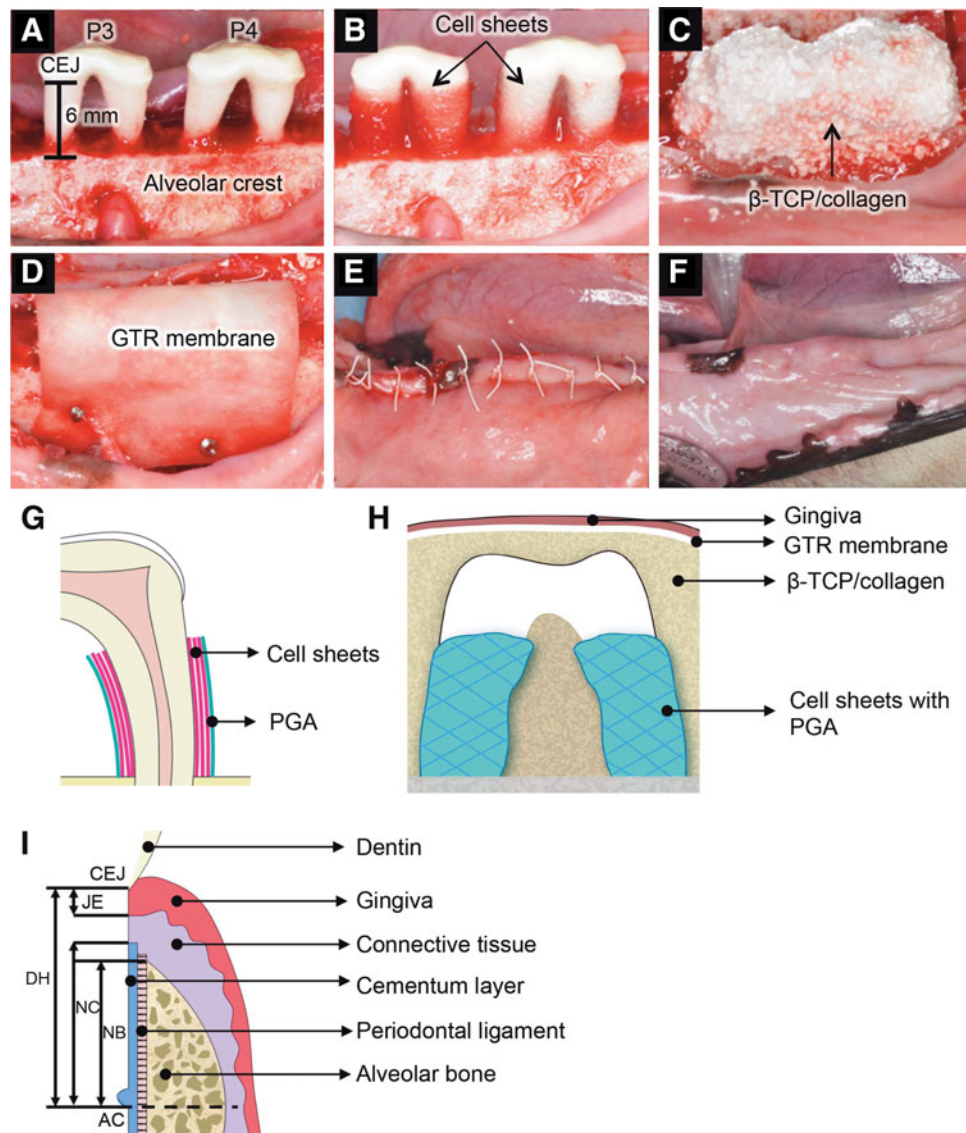 A
P3
P4
CEJ
6 mm
Alveolar crest
B
Cell sheets
C
β-TCP/collagen
D
GTR membrane
E
F
G
Cell sheets
PGA
H
Gingiva
GTR membrane
β-TCP/collagen
Cell sheets with
PGA
I
CEJ
JE
DH
NC
NB
AC
Dentin
Gingiva
Connective tissue
Cementum layer
Periodontal ligament
Alveolar bone